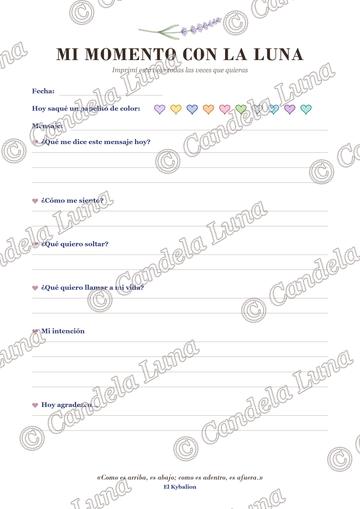 MI MOMENTO CON LA LUNA
Imprimí esta hoja todas las veces que quieras
Fecha:
Hoy saqué un papelito de color:
Mensaje:
¿Qué me dice este mensaje hoy?
¿Cómo me siento?
¿Qué quiero soltar?
¿Qué quiero llamar a mi vida?
Mi intención
Hoy agradezco...
«Como es arriba, es abajo; como es adentro, es afuera.»
El Kybalion
© Candela Luna